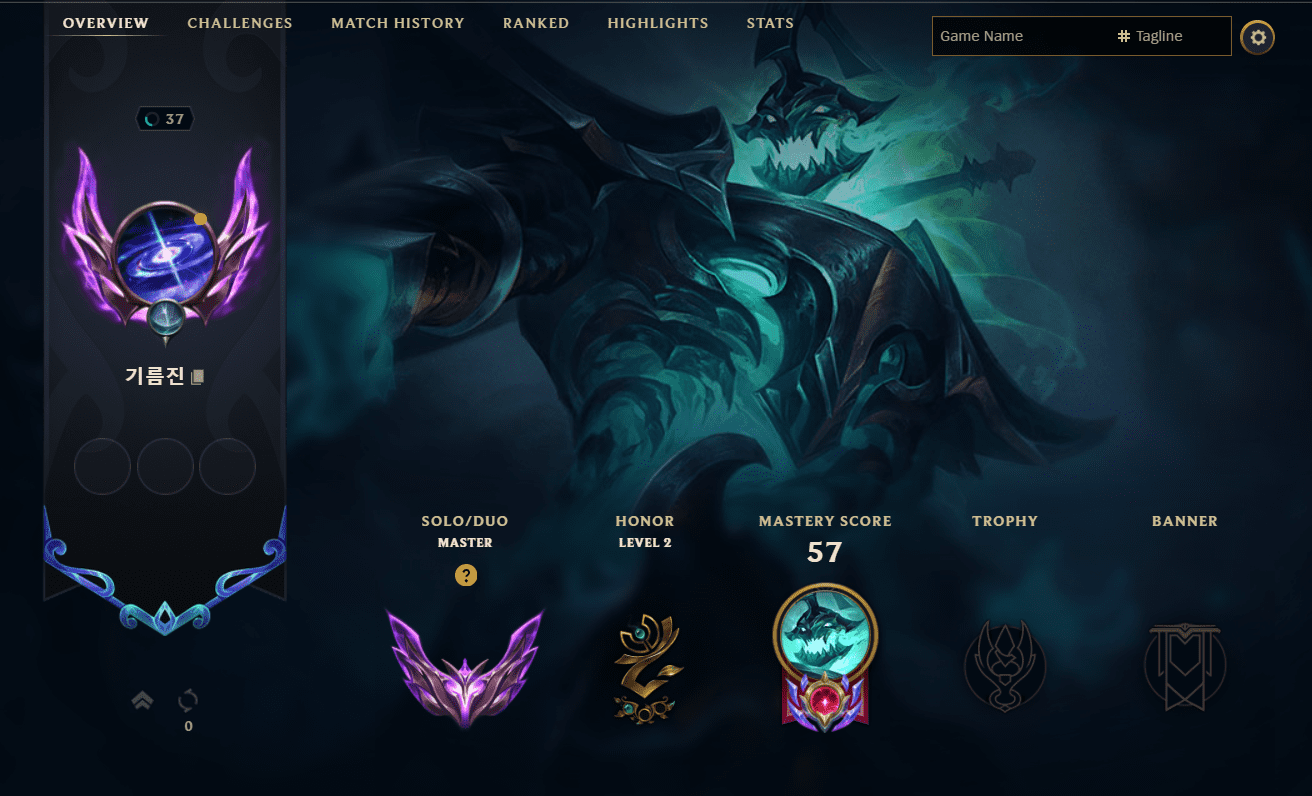 OVERVIEW CHALLENGES MATCH HISTORY RANKED HIGHLIGHTS STATS
Game Name # Tagline
37
기름진
SOLO/DUO HONOR MASTERY SCORE TROPHY BANNER
MASTER LEVEL 2 57
?
0